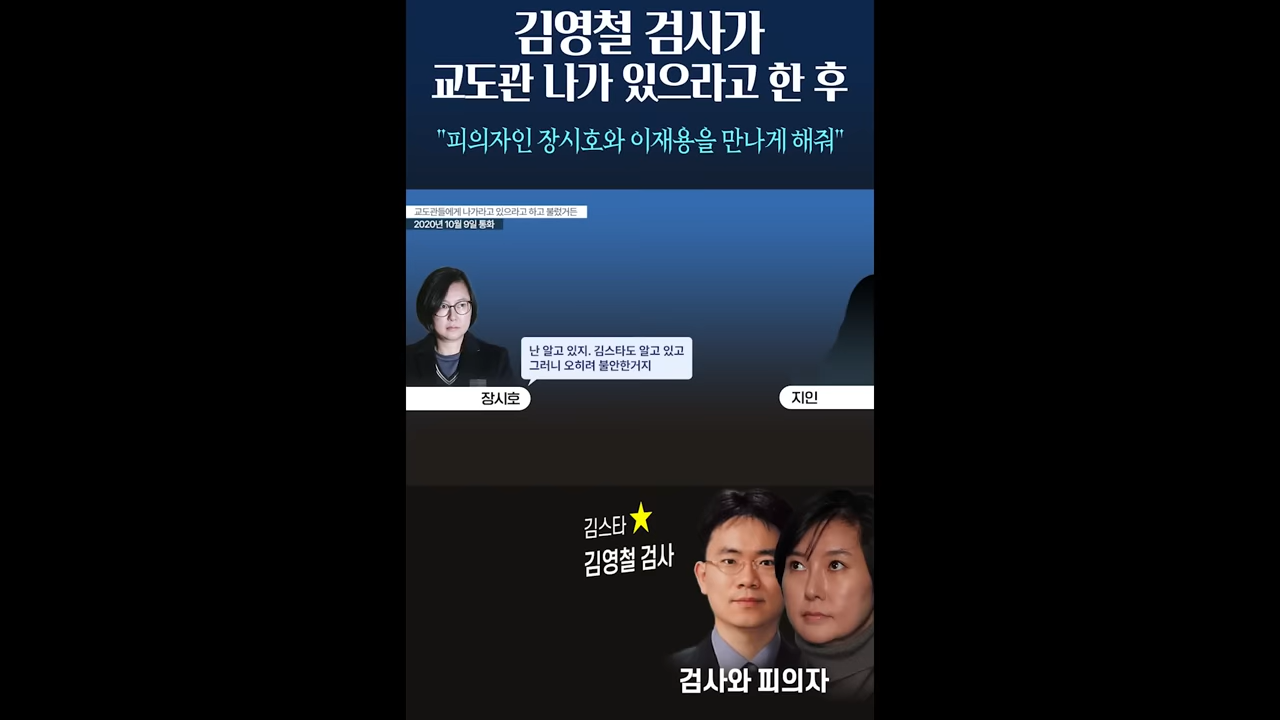 김영철 검사가
교도관 나가 있으라고 한 후
"피의자인 장시호와 이재용을 만나게 해줘"
교도관들에게 나가라고 있으라고 하고 불렀거든
2020년 10월 9일 통화
난 알고 있지. 김스타도 알고 있고
그러니 오히려 불안한거지
장시호
지인
김스타
김영철 검사
검사와 피의자